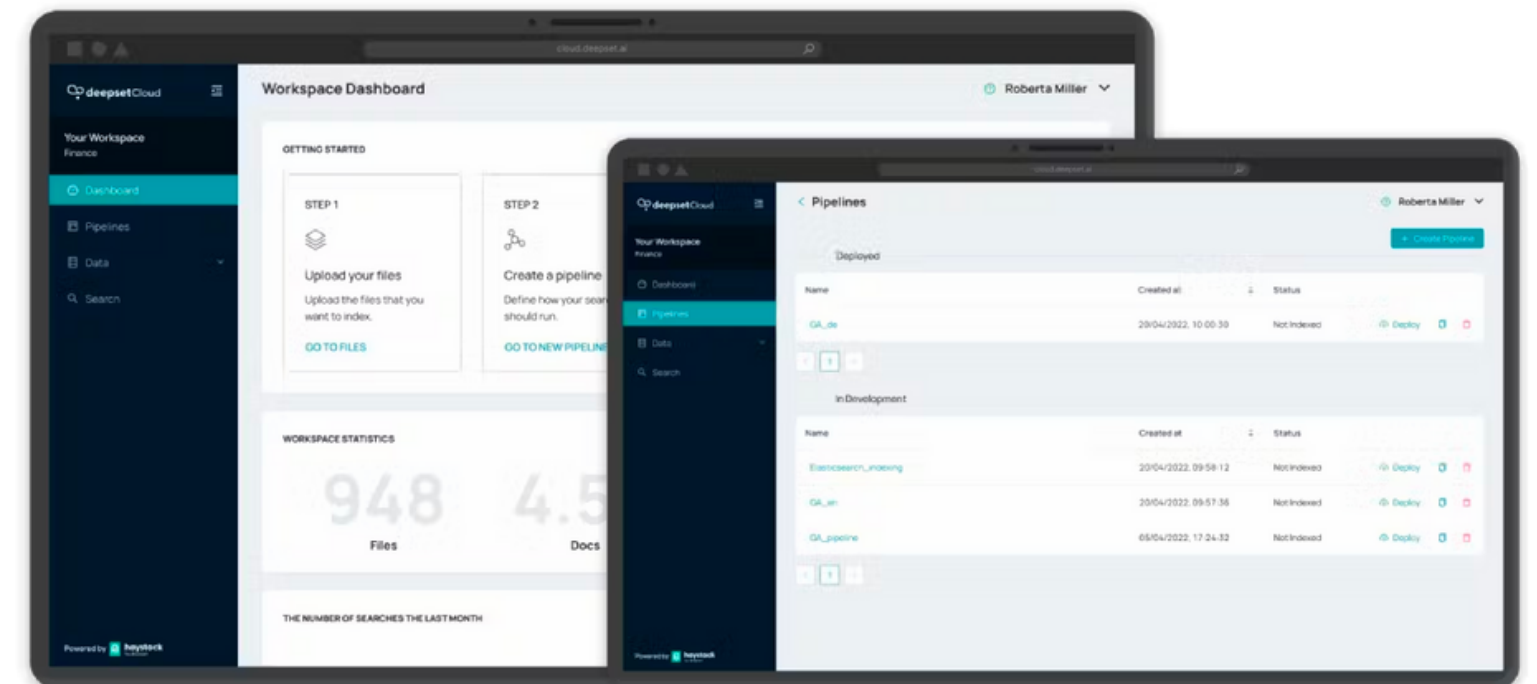 cloud.deepset.ai
deepsetCloud
Your Workspace
Finance
Dashboard
Pipelines
Data
Search
Powered by haystack
Workspace Dashboard
Roberta Miller
GETTING STARTED
STEP 1
Upload your files
Upload the files that you
want to index.
GO TO FILES
STEP 2
Create a pipeline
Define how your sear
should run.
GO TO NEW PIPELINE
WORKSPACE STATISTICS
948
Files
4.5
Docs
THE NUMBER OF SEARCHES THE LAST MONTH
cloud.deepset.ai
deepsetCloud
Your Workspace
Finance
Dashboard
Pipelines
Data
Search
Powered by haystack
< Pipelines
Roberta Miller
+ Create Pipeline
Deployed
Name Created at Status
QA_de 20/04/2022, 10:00:30 Not Indexed Deploy
1
In Development
Name Created at Status
Elasticsearch_indexing 20/04/2022, 09:58:12 Not Indexed Deploy
QA_en 20/04/2022, 09:57:36 Not Indexed Deploy
QA_pipeline 05/04/2022, 17:24:32 Not Indexed Deploy
1